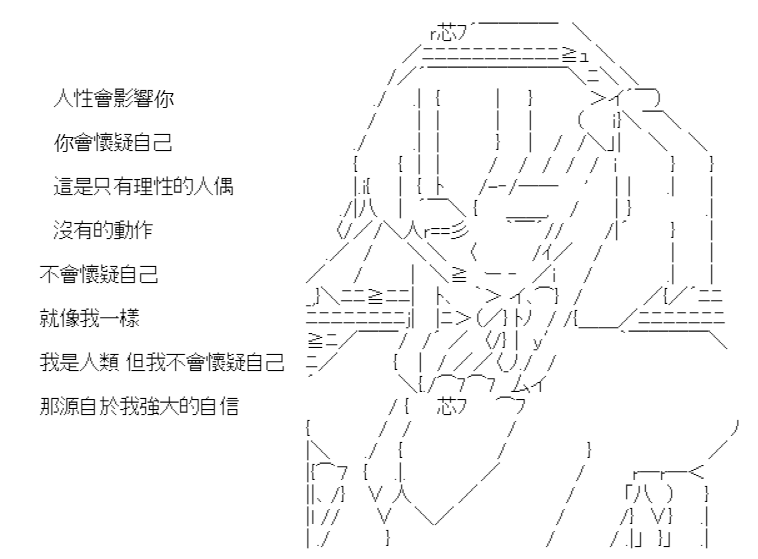 人性會影響你
你會懷疑自己
這是只有理性的人偶
沒有的動作
不會懷疑自己
就像我一樣
我是人類 但我不會懷疑自己
那源自於我強大的自信